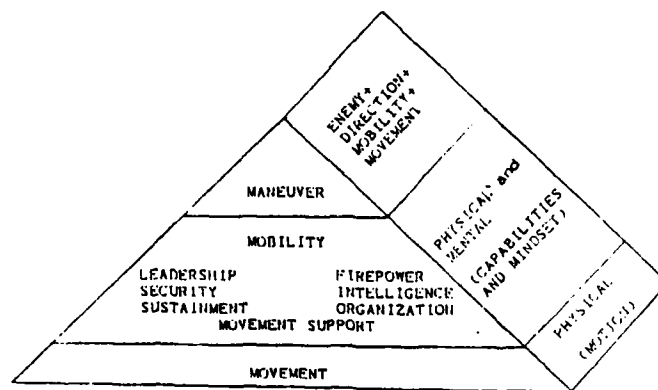 ENEMY+
DIRECTION+
MOBILITY+
MOVEMENT
MANEUVER
PHYSICAL and
MENTAL
(CAPABILITIES
AND MINDSET)
MOBILITY
LEADERSHIP FIREPOWER
SECURITY INTELLIGENCE
SUSTAINMENT ORGANIZATION
MOVEMENT SUPPORT
PHYSICAL
(MOTION)
MOVEMENT